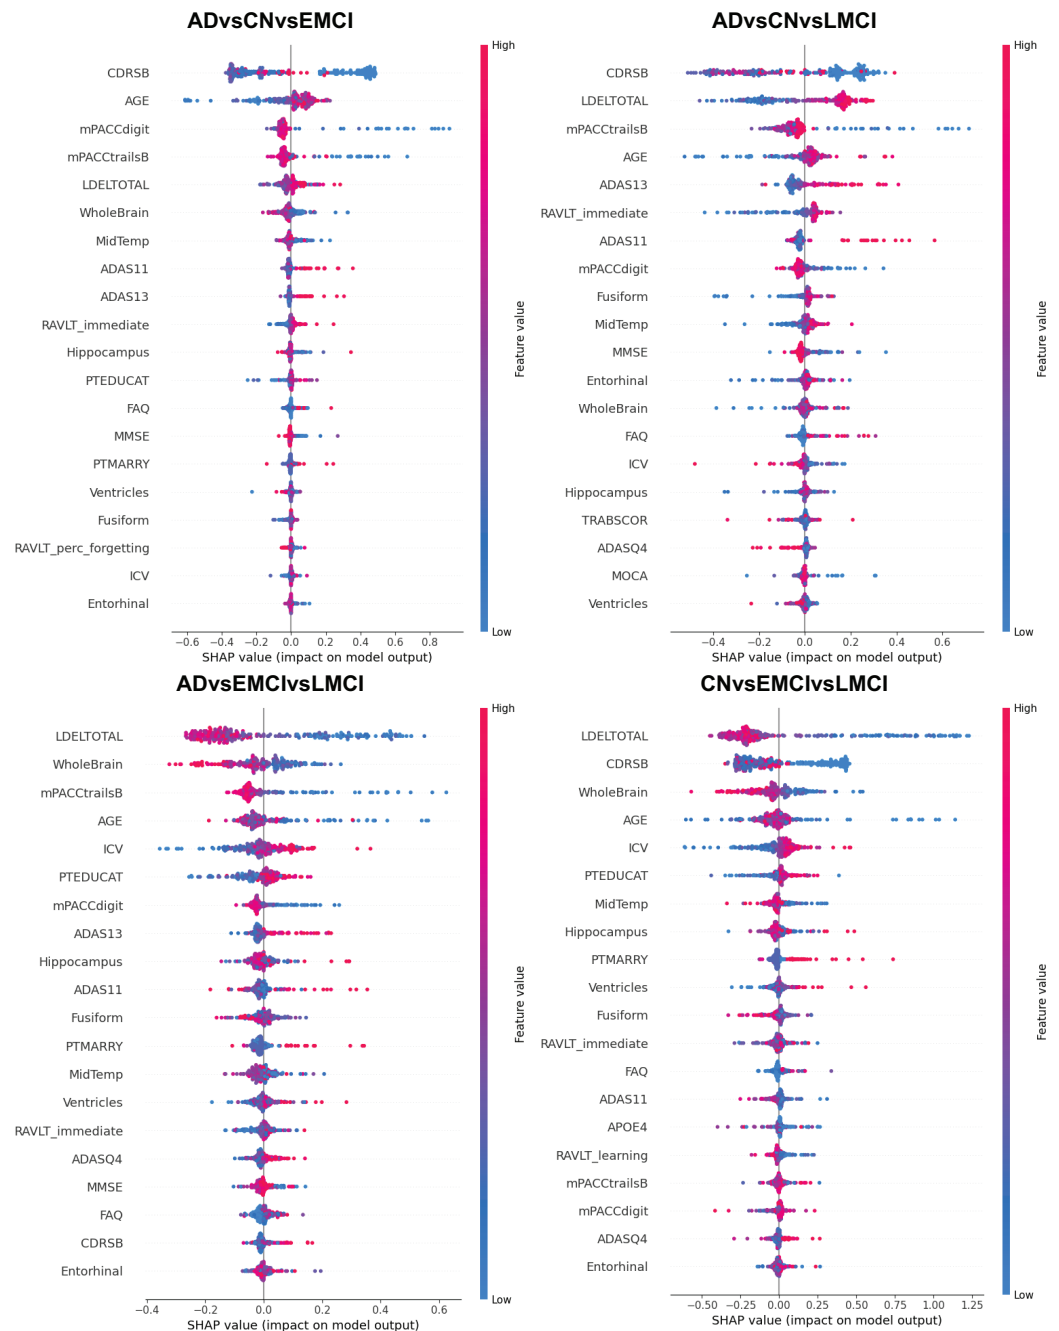 ADvsCNvsEMCI
High
CDRSB
AGE
mPACCdigit
mPACCtrailsB
LDELTOTAL
WholeBrain
MidTemp
ADAS11
ADAS13
RAVLT_immediate
Hippocampus
PTEDUCAT
FAQ
MMSE
PTMARRY
Ventricles
Fusiform
RAVLT_perc_forgetting
ICV
Entorhinal
Feature value
Low
−0.6 −0.4 −0.2 0.0 0.2 0.4 0.6 0.8
SHAP value (impact on model output)
ADvsCNvsLMCI
High
CDRSB
LDELTOTAL
mPACCtrailsB
AGE
ADAS13
RAVLT_immediate
ADAS11
mPACCdigit
Fusiform
MidTemp
MMSE
Entorhinal
WholeBrain
FAQ
ICV
Hippocampus
TRABSCOR
ADASQ4
MOCA
Ventricles
Feature value
Low
−0.4 −0.2 0.0 0.2 0.4 0.6
SHAP value (impact on model output)
ADvsEMCIvsLMCI
High
LDELTOTAL
WholeBrain
mPACCtrailsB
AGE
ICV
PTEDUCAT
mPACCdigit
ADAS13
Hippocampus
ADAS11
Fusiform
PTMARRY
MidTemp
Ventricles
RAVLT_immediate
ADASQ4
MMSE
FAQ
CDRSB
Entorhinal
Feature value
Low
−0.4 −0.2 0.0 0.2 0.4 0.6
SHAP value (impact on model output)
CNvsEMCIvsLMCI
High
LDELTOTAL
CDRSB
WholeBrain
AGE
ICV
PTEDUCAT
MidTemp
Hippocampus
PTMARRY
Ventricles
Fusiform
RAVLT_immediate
FAQ
ADAS11
APOE4
RAVLT_learning
mPACCtrailsB
mPACCdigit
ADASQ4
Entorhinal
Feature value
Low
−0.50 −0.25 0.00 0.25 0.50 0.75 1.00 1.25
SHAP value (impact on model output)